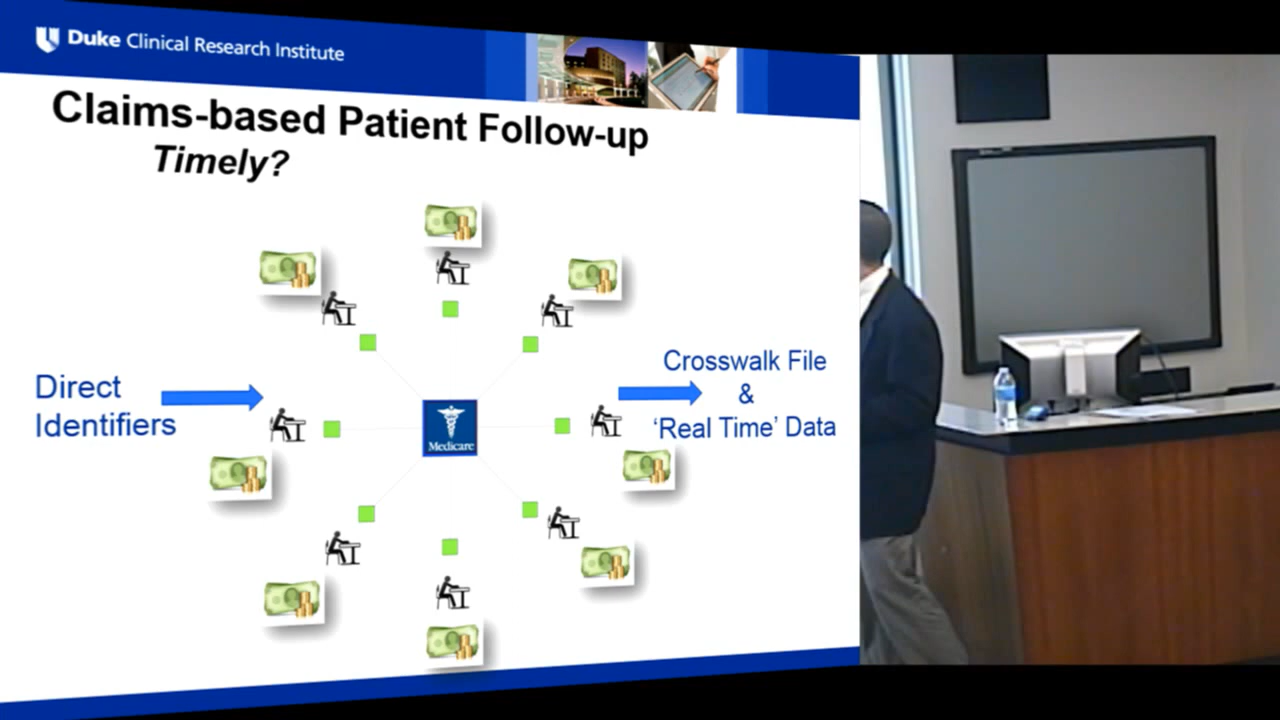 Duke Clinical Research Institute
Claims-based Patient Follow-up
Timely?
Direct
Identifiers
Medicare
Crosswalk File
&
'Real Time' Data